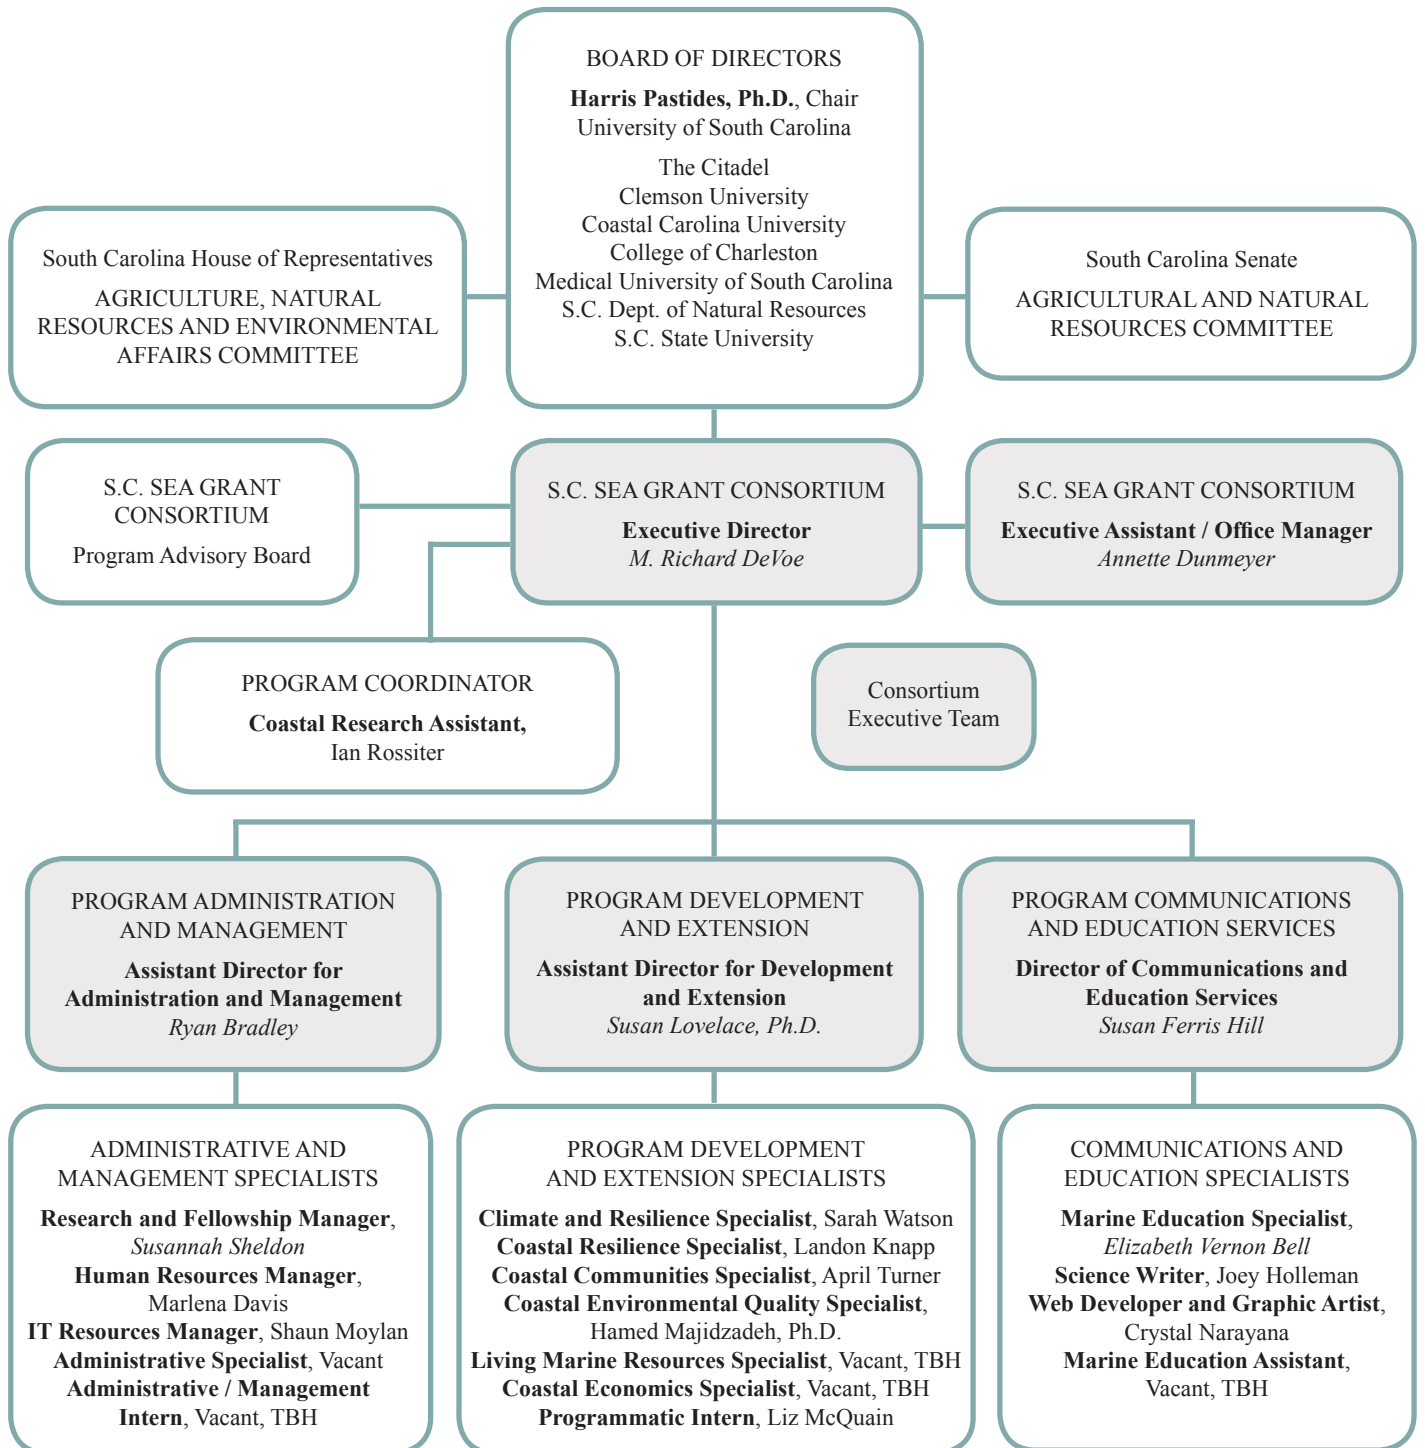 BOARD OF DIRECTORS
Harris Pastides, Ph.D., Chair
University of South Carolina
The Citadel
Clemson University
Coastal Carolina University
College of Charleston
Medical University of South Carolina
S.C. Dept. of Natural Resources
S.C. State University
South Carolina House of Representatives
AGRICULTURE, NATURAL
RESOURCES AND ENVIRONMENTAL
AFFAIRS COMMITTEE
South Carolina Senate
AGRICULTURAL AND NATURAL
RESOURCES COMMITTEE
S.C. SEA GRANT
CONSORTIUM
Program Advisory Board
S.C. SEA GRANT CONSORTIUM
Executive Director
M. Richard DeVoe
S.C. SEA GRANT CONSORTIUM
Executive Assistant / Office Manager
Annette Dunmeyer
PROGRAM COORDINATOR
Coastal Research Assistant,
Ian Rossiter
Consortium
Executive Team
PROGRAM ADMINISTRATION
AND MANAGEMENT
Assistant Director for
Administration and Management
Ryan Bradley
PROGRAM DEVELOPMENT
AND EXTENSION
Assistant Director for Development
and Extension
Susan Lovelace, Ph.D.
PROGRAM COMMUNICATIONS
AND EDUCATION SERVICES
Director of Communications and
Education Services
Susan Ferris Hill
ADMINISTRATIVE AND
MANAGEMENT SPECIALISTS
Research and Fellowship Manager,
Susannah Sheldon
Human Resources Manager,
Marlena Davis
IT Resources Manager, Shaun Moylan
Administrative Specialist, Vacant
Administrative / Management
Intern, Vacant, TBH
PROGRAM DEVELOPMENT
AND EXTENSION SPECIALISTS
Climate and Resilience Specialist, Sarah Watson
Coastal Resilience Specialist, Landon Knapp
Coastal Communities Specialist, April Turner
Coastal Environmental Quality Specialist,
Hamed Majidzadeh, Ph.D.
Living Marine Resources Specialist, Vacant, TBH
Coastal Economics Specialist, Vacant, TBH
Programmatic Intern, Liz McQuain
COMMUNICATIONS AND
EDUCATION SPECIALISTS
Marine Education Specialist,
Elizabeth Vernon Bell
Science Writer, Joey Holleman
Web Developer and Graphic Artist,
Crystal Narayana
Marine Education Assistant,
Vacant, TBH